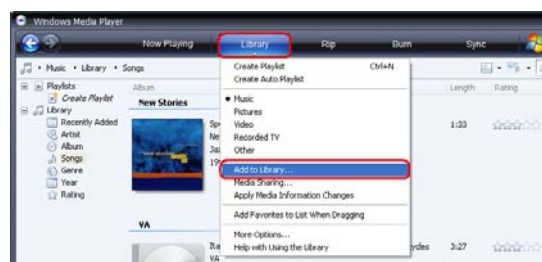 Windows Media Player
Now Playing Library Rip Burn Sync
Music Library Songs
Playlists
Create Playlist
Library
Recently Added
Artist
Album
Songs
Genre
Year
Rating
Album
Length Rating
New Stories
1:33
VA
3:27
Create Playlist Ctrl+N
Create Auto Playlist
Music
Pictures
Video
Recorded TV
Other
Add to Library...
Media Sharing...
Apply Media Information Changes
Add Favorites to List When Dragging
More Options...
Help with Using the Library